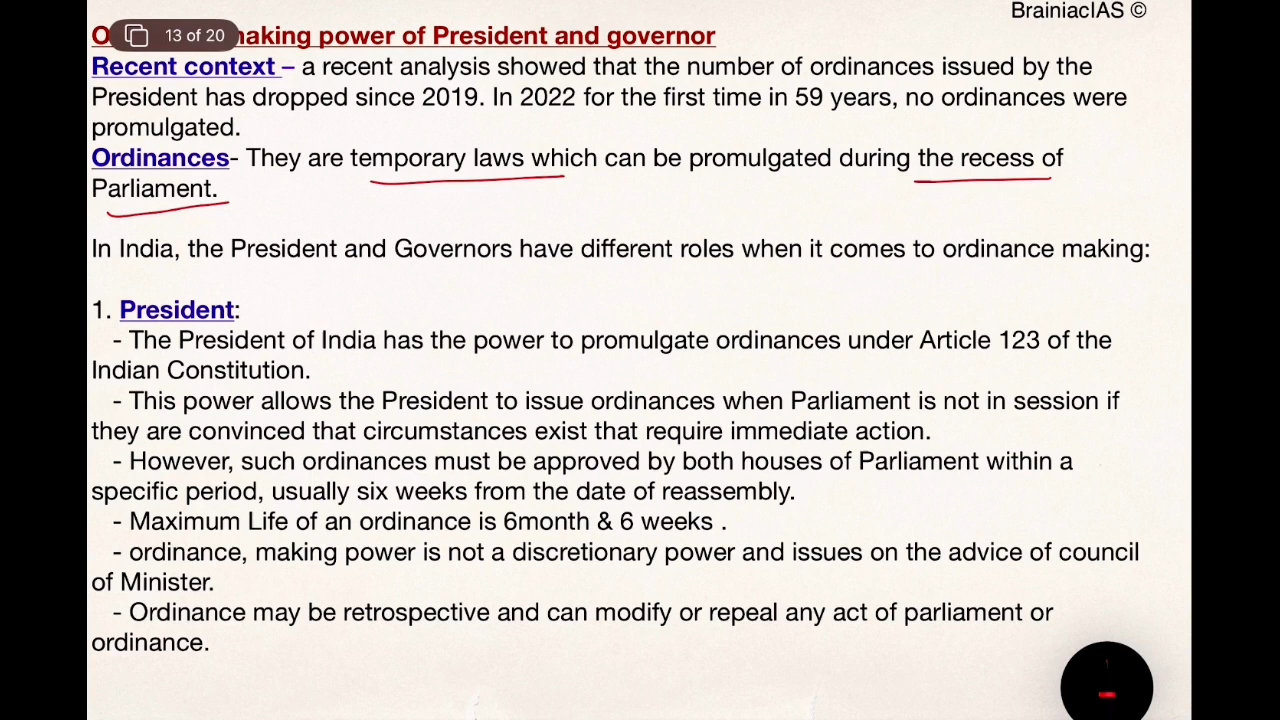 BrainiacIAS ©
13 of 20
making power of President and governor
Recent context – a recent analysis showed that the number of ordinances issued by the
President has dropped since 2019. In 2022 for the first time in 59 years, no ordinances were
promulgated.
Ordinances- They are temporary laws which can be promulgated during the recess of
Parliament.
In India, the President and Governors have different roles when it comes to ordinance making:
1. President:
- The President of India has the power to promulgate ordinances under Article 123 of the
Indian Constitution.
- This power allows the President to issue ordinances when Parliament is not in session if
they are convinced that circumstances exist that require immediate action.
- However, such ordinances must be approved by both houses of Parliament within a
specific period, usually six weeks from the date of reassembly.
- Maximum Life of an ordinance is 6month & 6 weeks .
- ordinance, making power is not a discretionary power and issues on the advice of council
of Minister.
- Ordinance may be retrospective and can modify or repeal any act of parliament or
ordinance.